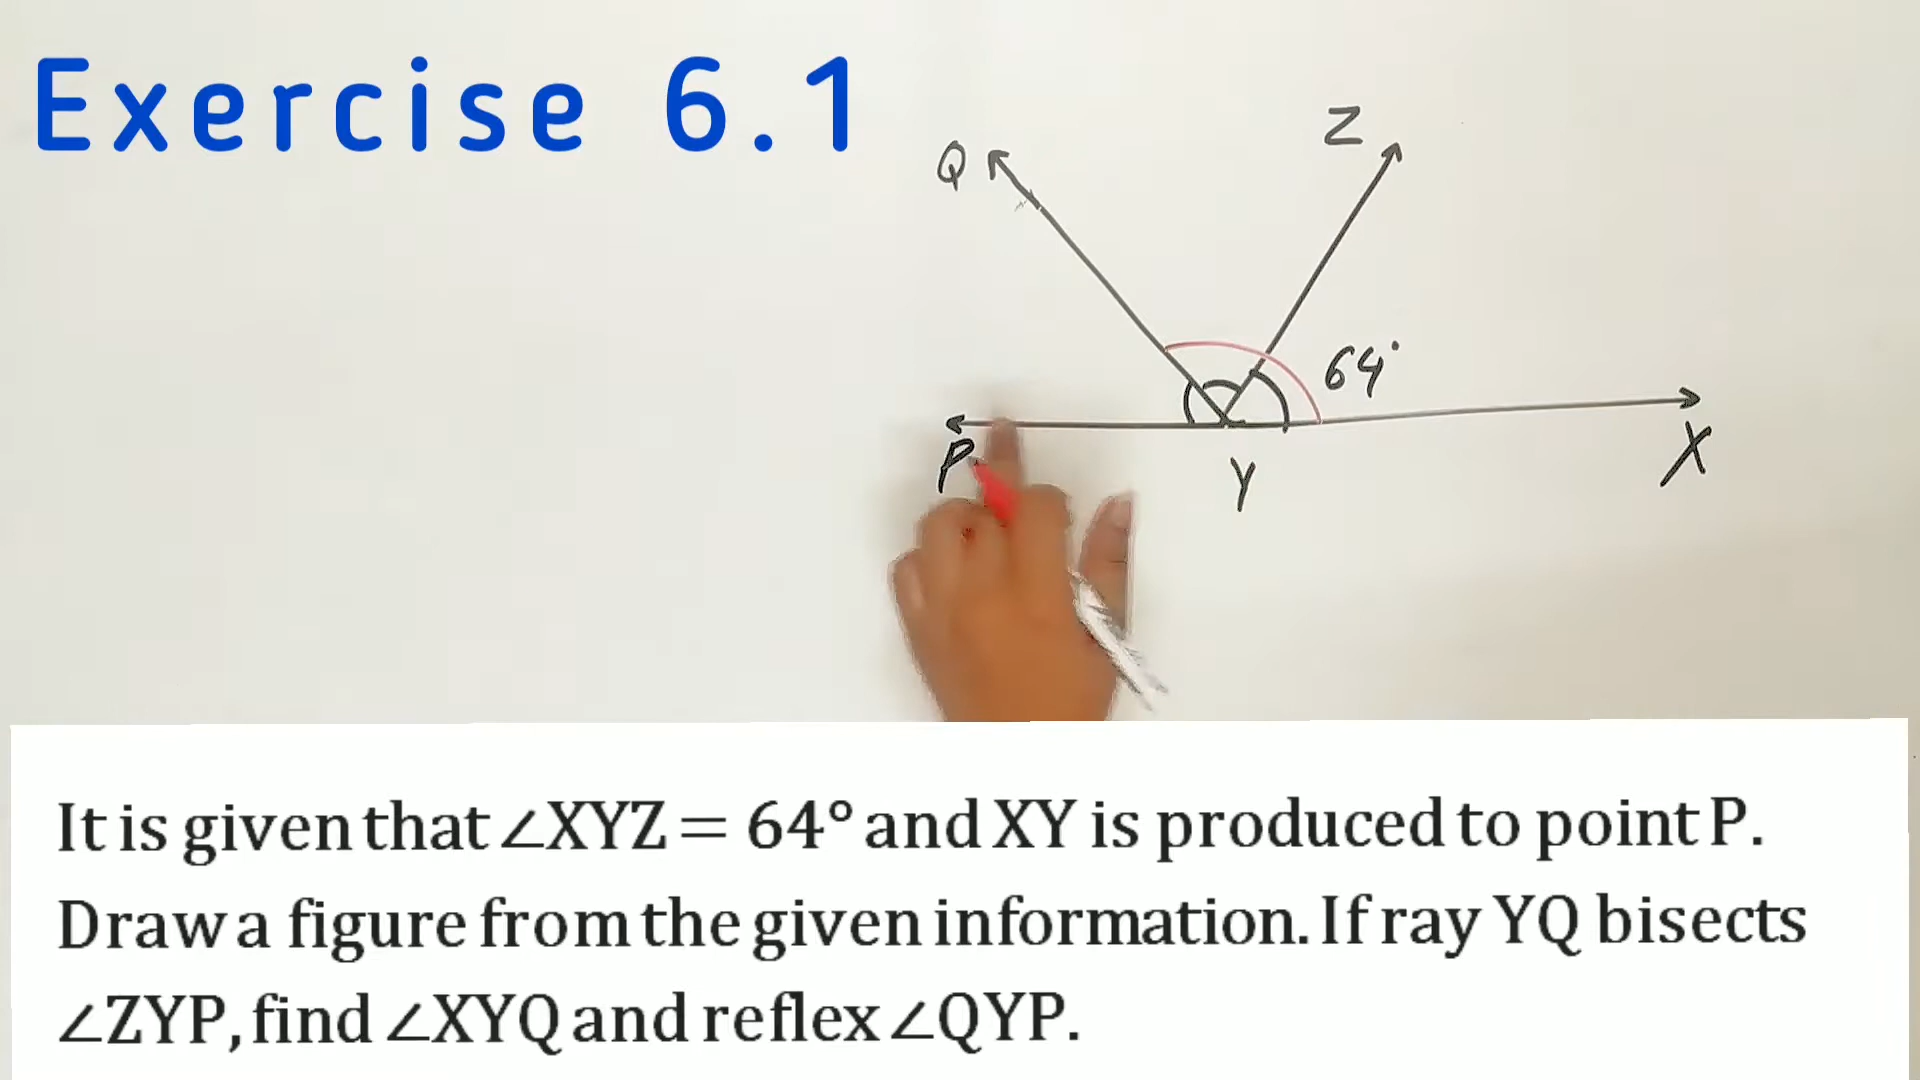 Exercise 6.1
Q
Z
64°
P
Y
X
It is given that ∠XYZ = 64° and XY is produced to point P.
Draw a figure from the given information. If ray YQ bisects
∠ZYP, find ∠XYQ and reflex ∠QYP.